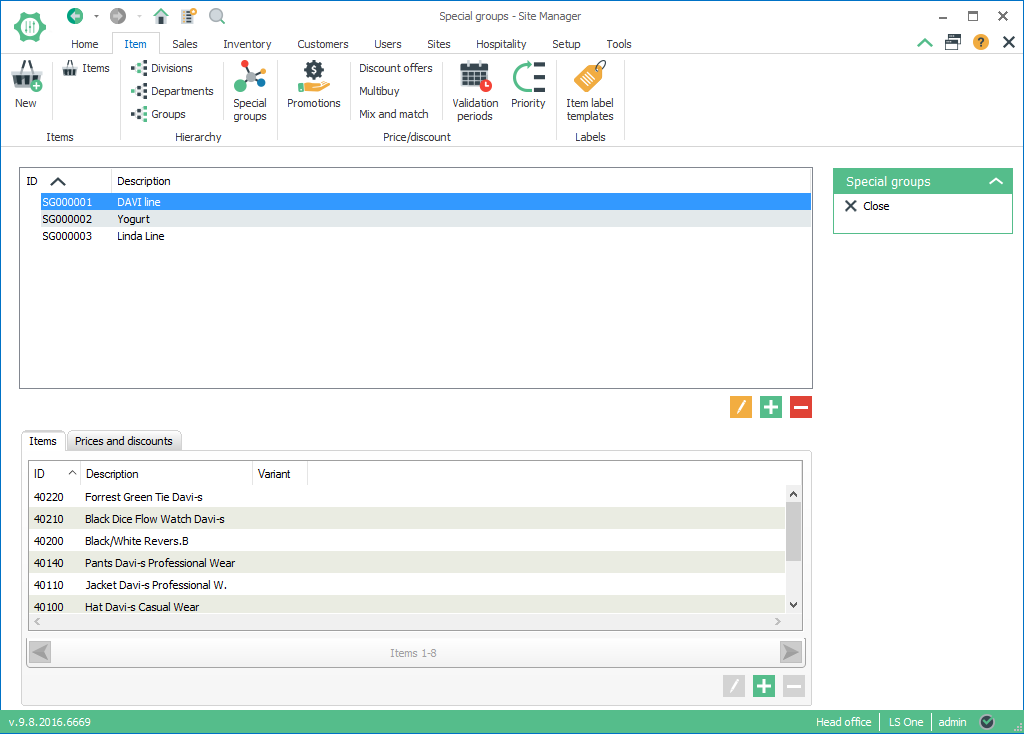 Special groups - Site Manager
Home Item Sales Inventory Customers Users Sites Hospitality Setup Tools
New
Items
Items
Divisions
Departments
Groups
Special groups
Hierarchy
Promotions
Discount offers
Multibuy
Mix and match
Validation periods
Priority
Price/discount
Item label templates
Labels
ID Description
SG000001 DAVI line
SG000002 Yogurt
SG000003 Linda Line
Special groups
Close
Items Prices and discounts
ID Description Variant
40220 Forrest Green Tie Davi-s
40210 Black Dice Flow Watch Davi-s
40200 Black/White Revers.B
40140 Pants Davi-s Professional Wear
40110 Jacket Davi-s Professional W.
40100 Hat Davi-s Casual Wear
Items 1-8
v.9.8.2016.6669 Head office LS One admin